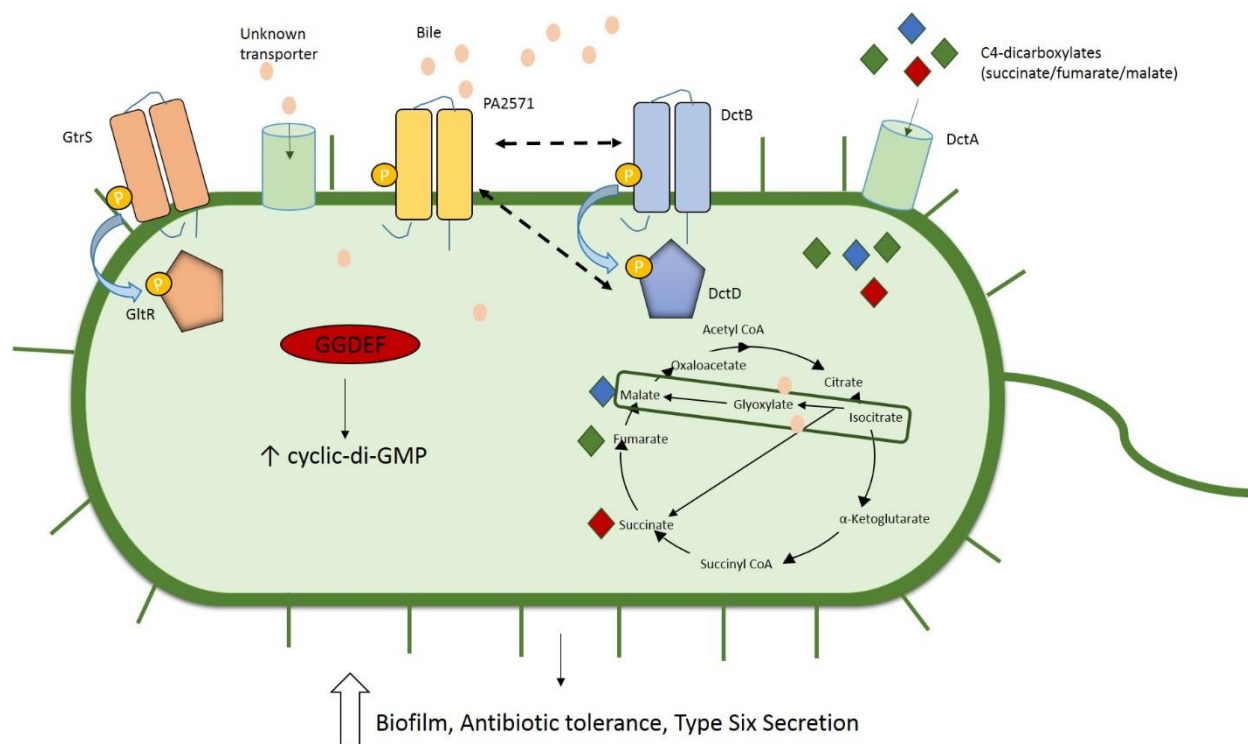 Unknown
transporter
Bile
C4-dicarboxylates
(succinate/fumarate/malate)
GtrS
PA2571
DctB
DctA
P
P
P
P
P
GltR
DctD
GGDEF
↑ cyclic-di-GMP
Acetyl CoA
Oxaloacetate
Citrate
Malate
Glyoxylate
Isocitrate
Fumarate
Succinate
α-Ketoglutarate
Succinyl CoA
Biofilm, Antibiotic tolerance, Type Six Secretion